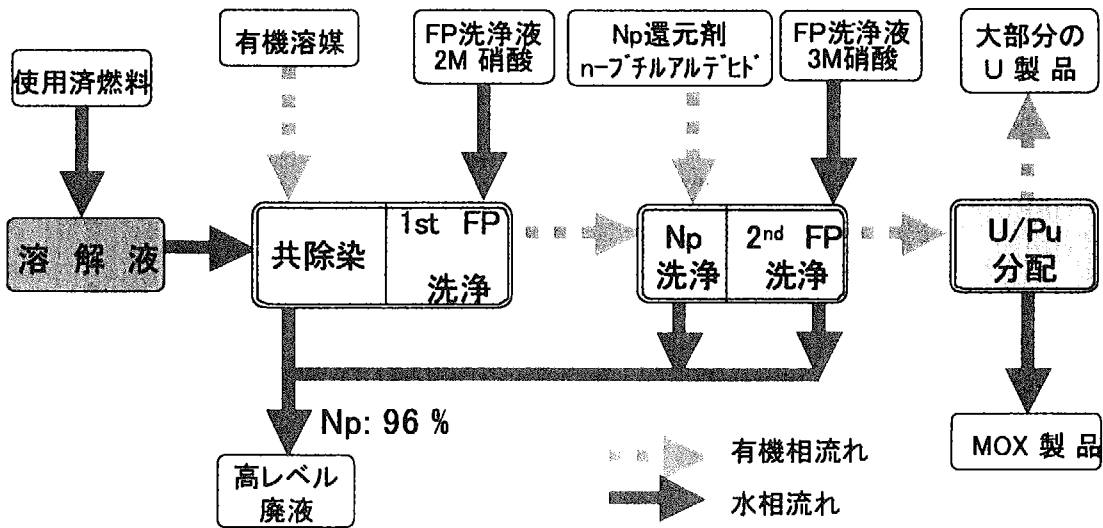 使用済燃料
有機溶媒
FP洗浄液
2M 硝酸
Np還元剤
n-ブチルアルデヒド
FP洗浄液
3M硝酸
大部分の
U 製品
溶 解 液
共除染
1st FP
洗浄
Np
洗浄
2nd FP
洗浄
U/Pu
分配
Np: 96 %
高レベル
廃液
有機相流れ
水相流れ
MOX 製品